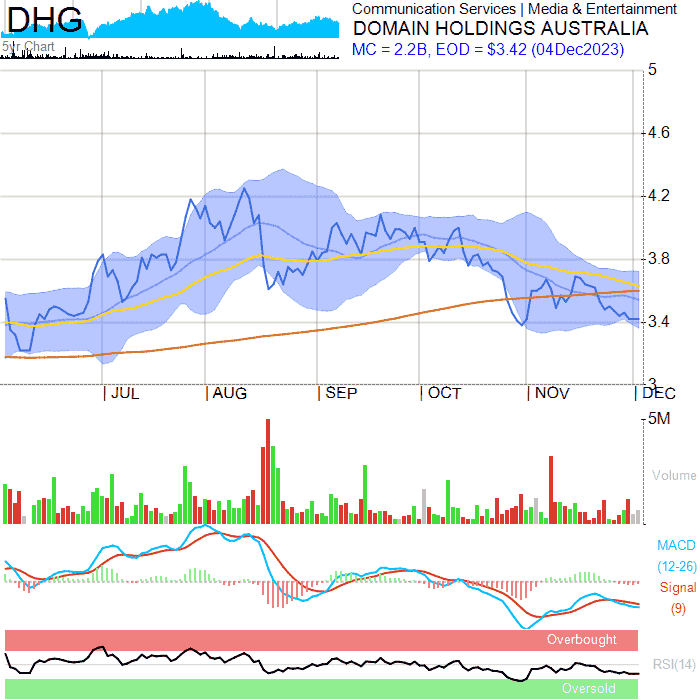 DHG
5yr Chart
Communication Services | Media & Entertainment
DOMAIN HOLDINGS AUSTRALIA
MC = 2.2B, EOD = $3.42 (04Dec2023)
5
4.6
4.2
3.8
3.4
3
JUL
AUG
SEP
OCT
NOV
DEC
5M
Volume
MACD
(12-26)
Signal
(9)
Overbought
RSI(14)
Oversold